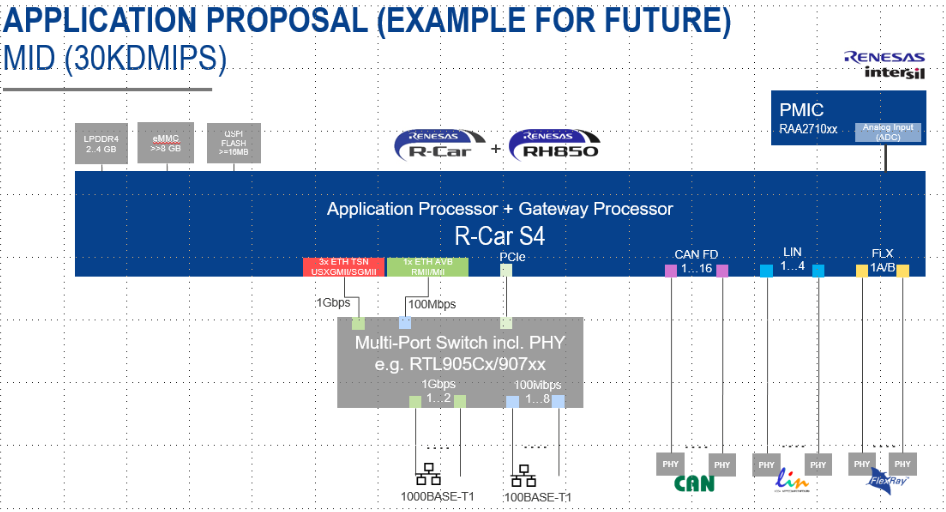 APPLICATION PROPOSAL (EXAMPLE FOR FUTURE)
MID (30KDMIPS)
RENESAS
intersil
PMIC
RAA2710xx
Analog Input
(ADC)
LPDDR4
2..4 GB
eMMC
>>8 GB
QSPI
FLASH
>=16MB
RENESAS
R-Car
+
RENESAS
RH850
Application Processor + Gateway Processor
R-Car S4
3x ETH TSN
USXGMII/SGMII
1x ETH AVB
RMII/MII
PCIe
CAN FD
1...16
LIN
1...4
FLX
1A/B
1Gbps
100Mbps
Multi-Port Switch incl. PHY
e.g. RTL905Cx/907xx
1Gbps
1...2
100Mbps
1...8
....
....
1000BASE-T1
100BASE-T1
....
PHY
PHY
CAN
....
PHY
PHY
lin
....
PHY
PHY
FlexRay